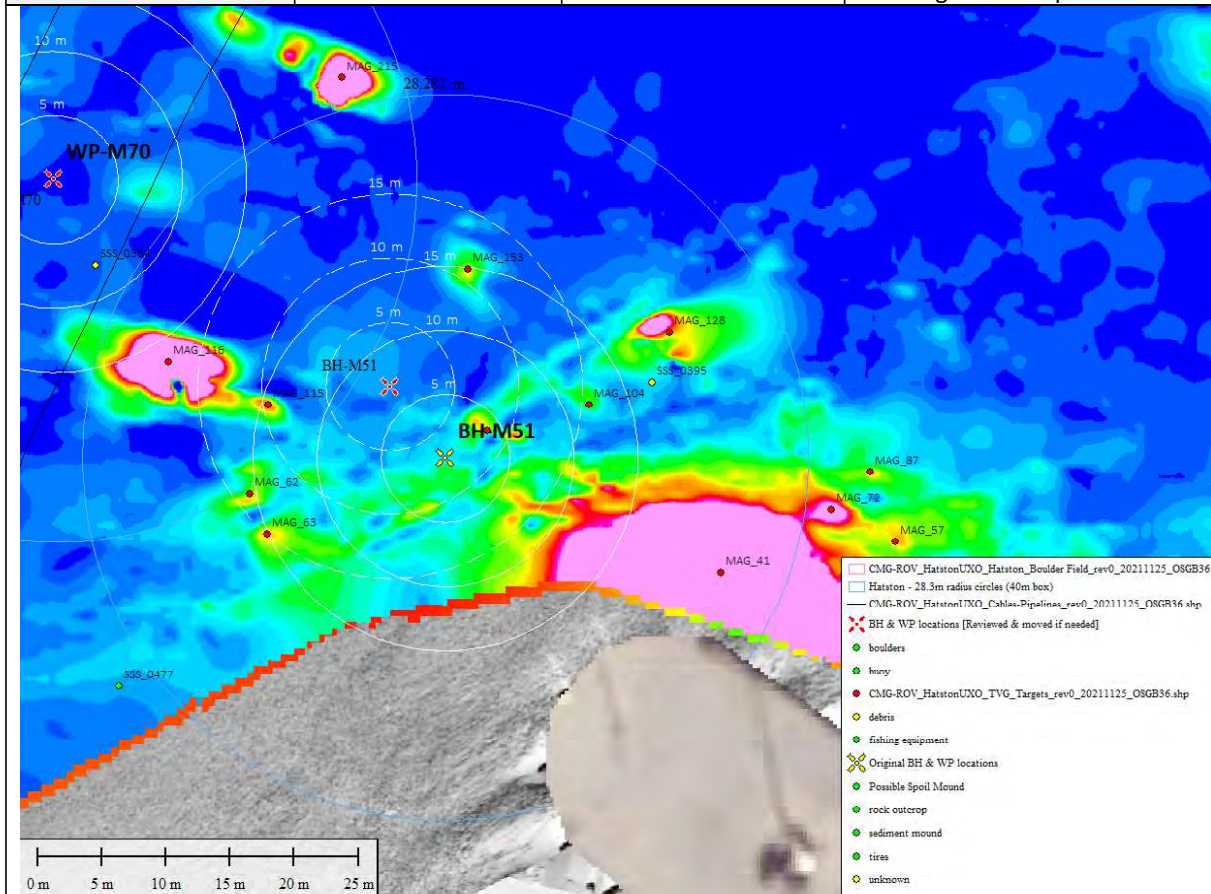 10 m
MAG_215
28.282 m
5 m
WP-M70
15 m
SSS_0384
10 m
15 m
MAG_153
5 m
10 m
MAG_128
MAG_116
BH-M51
SSS_0395
MAG_115
5 m
MAG_104
BH-M51
MAG_87
MAG_62
MAG_72
MAG_63
MAG_57
MAG_41
SSS_0477
CMG-ROV_HatstonUXO_Hatston_Boulder Field_rev0_20211125_OSGB36
Hatston - 28.3m radius circles (40m box)
CMG-ROV_HatstonUXO_Cables-Pipelines_rev0_20211125_OSGB36.shp
BH & WP locations [Reviewed & moved if needed]
boulders
buoy
CMG-ROV_HatstonUXO_TVG_Targets_rev0_20211125_OSGB36.shp
debris
fishing equipment
Original BH & WP locations
Possible Spoil Mound
rock outcrop
sediment mound
tires
unknown
0 m 5 m 10 m 15 m 20 m 25 m